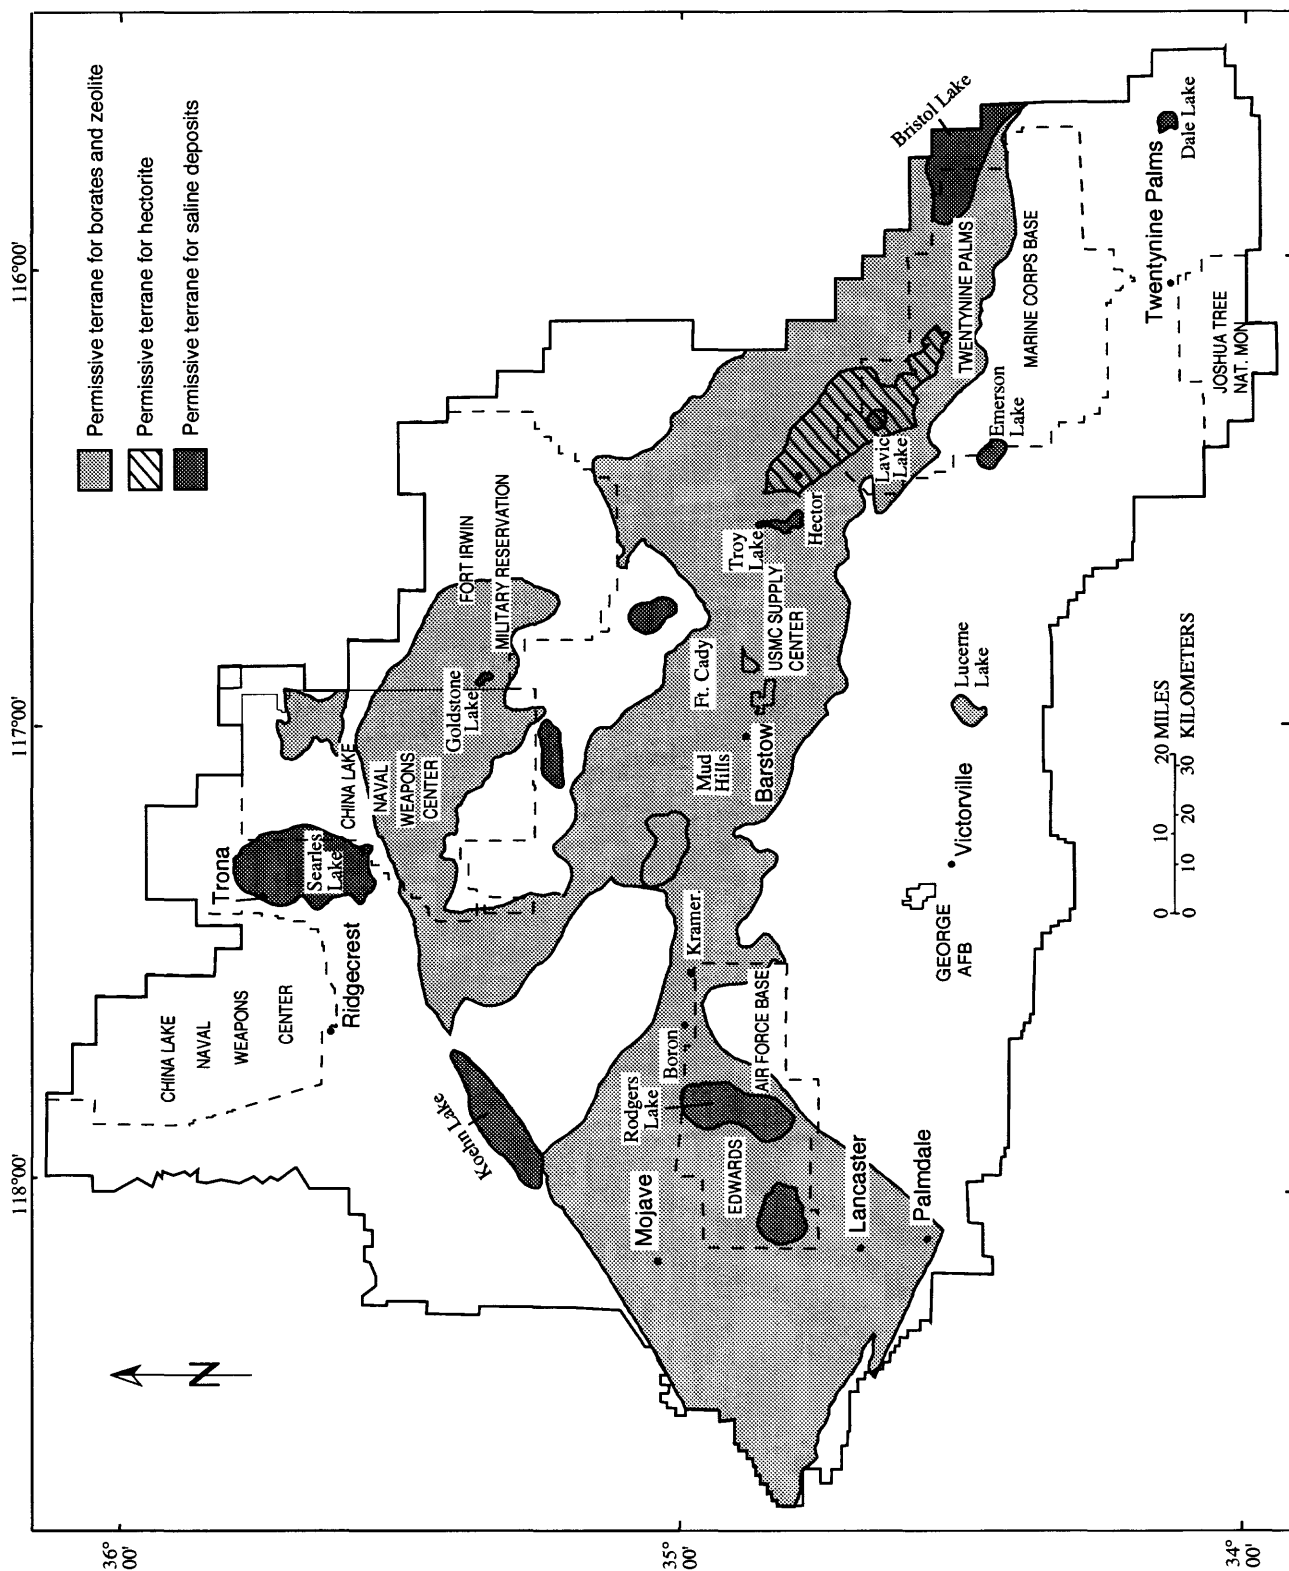 118°00'
117°00'
116°00'
36°
00'
35°
00'
34°
00'
Permissive terrane for borates and zeolite
Permissive terrane for hectorite
Permissive terrane for saline deposits
N
CHINA LAKE
NAVAL
WEAPONS
CENTER
Ridgecrest
Trona
Searles
Lake
CHINA LAKE
NAVAL
WEAPONS
CENTER
Goldstone
Lake
FORT IRWIN
MILITARY RESERVATION
Koehn Lake
Mojave
Rodgers
Lake
Boron
Kramer.
EDWARDS
AIR FORCE BASE
Lancaster
Palmdale
Mud
Hills
Barstow
Ft. Cady
USMC SUPPLY
CENTER
Troy
Lake
Hector
Lavic
Lake
Bristol Lake
TWENTYNINE PALMS
MARINE CORPS BASE
Emerson
Lake
GEORGE
AFB
Victorville
Lucerne
Lake
Twentynine Palms
Dale Lake
JOSHUA TREE
NAT. MON
0 10 20 MILES
0 10 20 30 KILOMETERS